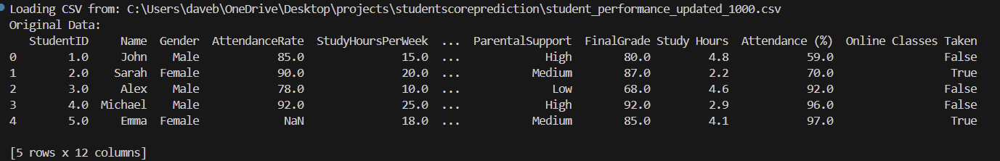 Loading CSV from: C:\Users\daveb\OneDrive\Desktop\projects\studentscoreprediction\student_performance_updated_1000.csv
Original Data:
   StudentID     Name  Gender  AttendanceRate  StudyHoursPerWeek  ...  ParentalSupport  FinalGrade Study Hours  Attendance (%)  Online Classes Taken
0        1.0     John    Male            85.0               15.0  ...             High        80.0         4.8            59.0                 False
1        2.0    Sarah  Female            90.0               20.0  ...           Medium        87.0         2.2            70.0                  True
2        3.0     Alex    Male            78.0               10.0  ...              Low        68.0         4.6            92.0                 False
3        4.0  Michael    Male            92.0               25.0  ...             High        92.0         2.9            96.0                 False
4        5.0     Emma  Female             NaN               18.0  ...           Medium        85.0         4.1            97.0                  True
[5 rows x 12 columns]